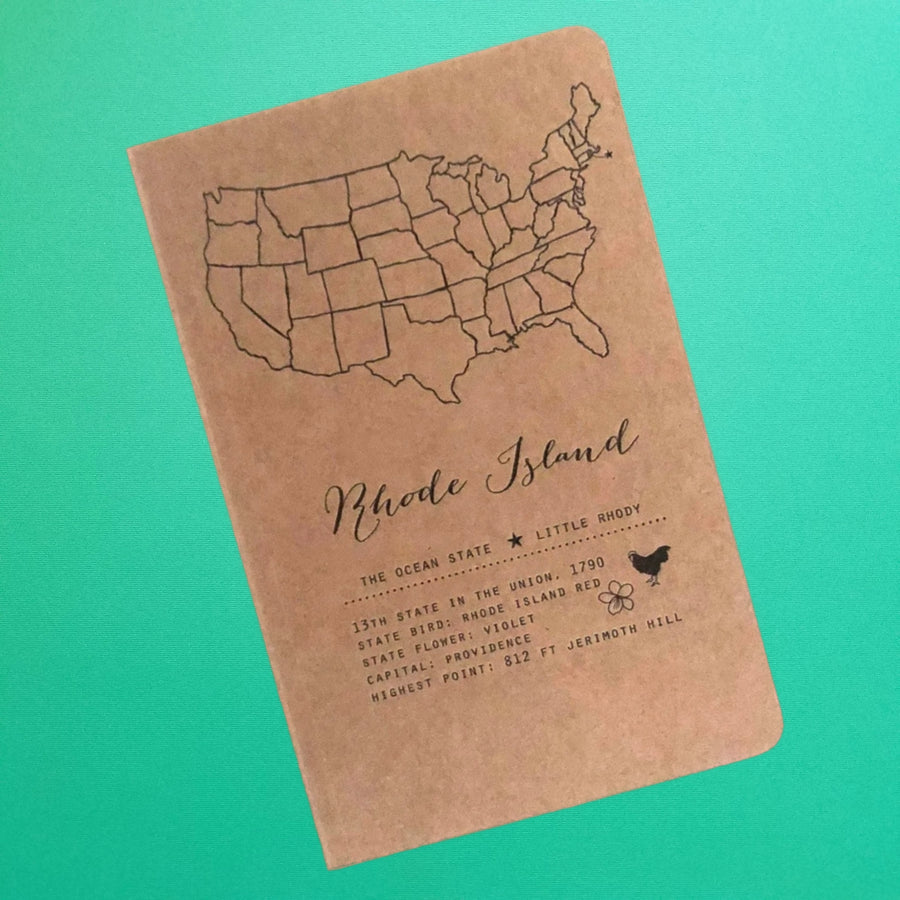 Rhode Island
THE OCEAN STATE ★ LITTLE RHODY
13TH STATE IN THE UNION, 1790
STATE BIRD: RHODE ISLAND RED
STATE FLOWER: VIOLET
CAPITAL: PROVIDENCE
HIGHEST POINT: 812 FT JERIMOTH HILL